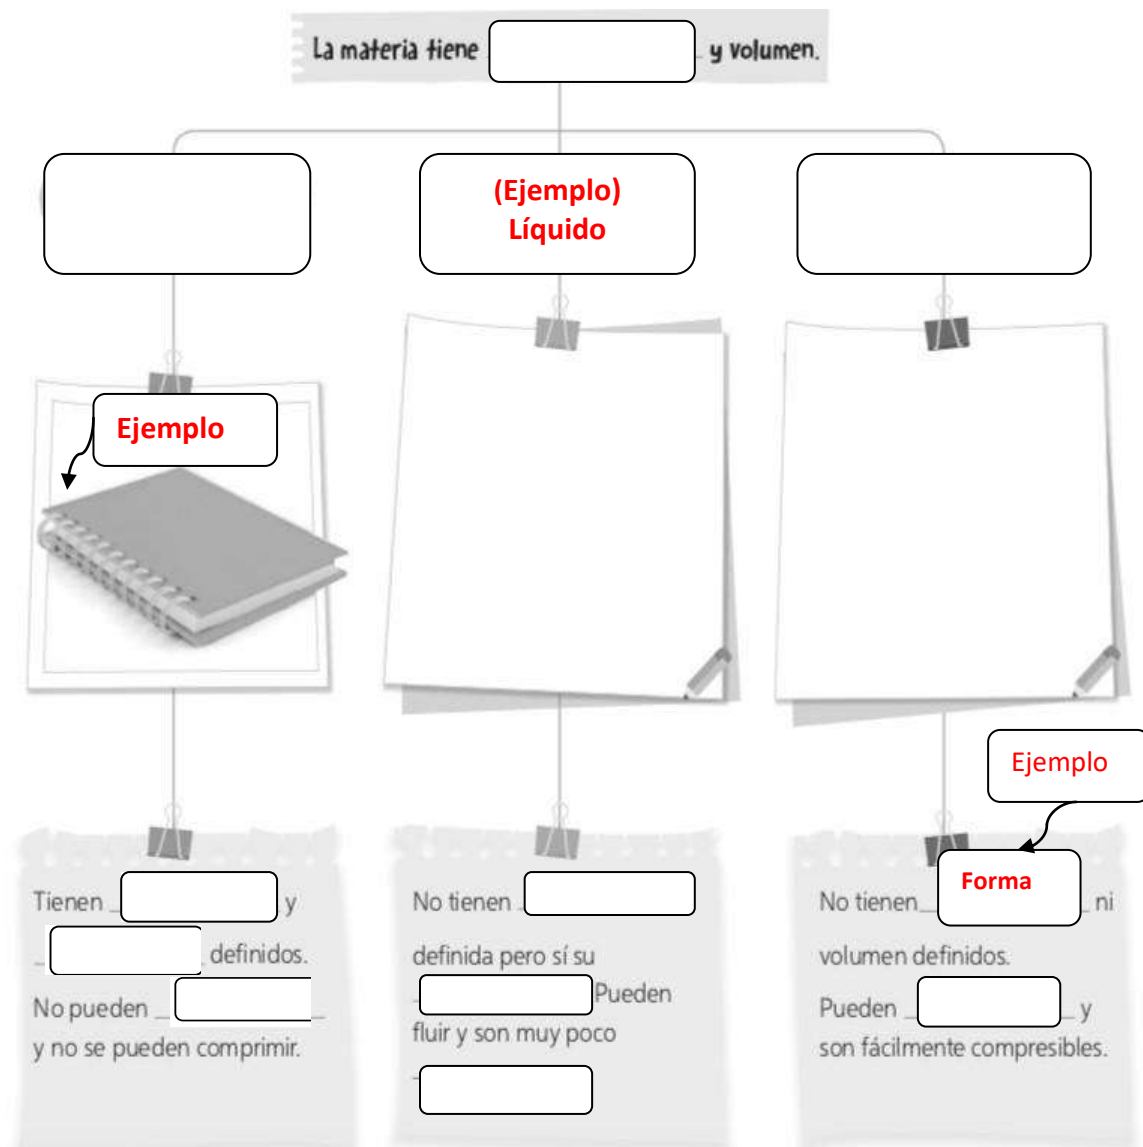 La materia tiene y volumen.
(Ejemplo)
Líquido
Ejemplo
Ejemplo
Tienen y
definidos.
No pueden
y no se pueden comprimir.
No tienen
definida pero sí su
Pueden
fluir y son muy poco
Forma
No tienen ni
volumen definidos.
Pueden y
son fácilmente compresibles.